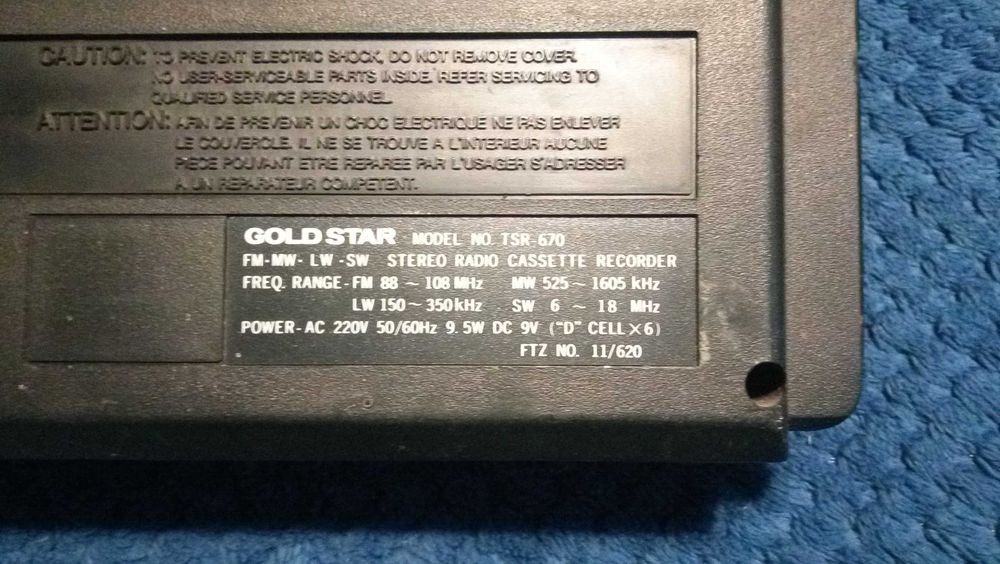 CAUTION: TO PREVENT ELECTRIC SHOCK, DO NOT REMOVE COVER.
NO USER-SERVICEABLE PARTS INSIDE. REFER SERVICING TO
QUALIFIED SERVICE PERSONNEL.
ATTENTION: AFIN DE PREVENIR UN CHOC ELECTRIQUE NE PAS ENLEVER
LE COUVERCLE. IL NE SE TROUVE A L'INTERIEUR AUCUNE
PIECE POUVANT ETRE REPAREE PAR L'USAGER S'ADRESSER
A UN REPARATEUR COMPETENT.
GOLD STAR MODEL NO. TSR-670
FM-MW- LW -SW STEREO RADIO CASSETTE RECORDER
FREQ. RANGE-FM 88 ~ 108 MHz MW 525 ~ 1605 kHz
LW 150 ~ 350 kHz SW 6 ~ 18 MHz
POWER-AC 220V 50/60Hz 9.5W DC 9V ("D" CELL×6)
FTZ NO. 11/620